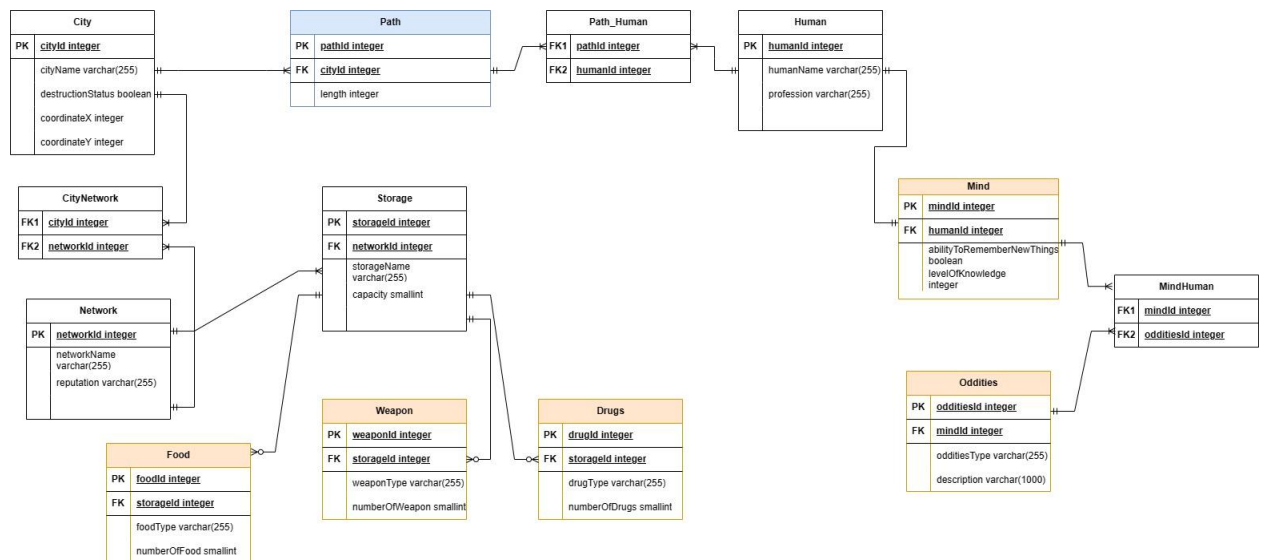 City
PK cityId integer
cityName varchar(255)
destructionStatus boolean
coordinateX integer
coordinateY integer
Path
PK pathId integer
FK cityId integer
length integer
Path_Human
FK1 pathId integer
FK2 humanId integer
Human
PK humanId integer
humanName varchar(255)
profession varchar(255)
CityNetwork
FK1 cityId integer
FK2 networkId integer
Storage
PK storageId integer
FK networkId integer
storageName
varchar(255)
capacity smallint
Mind
PK mindId integer
FK humanId integer
abilityToRememberNewThings
boolean
levelOfKnowledge
integer
MindHuman
FK1 mindId integer
FK2 odditiesId integer
Network
PK networkId integer
networkName
varchar(255)
reputation varchar(255)
Oddities
PK odditiesId integer
FK mindId integer
odditiesType varchar(255)
description varchar(1000)
Weapon
PK weaponId integer
FK storageId integer
weaponType varchar(255)
numberOfWeapon smallint
Drugs
PK drugId integer
FK storageId integer
drugType varchar(255)
numberOfDrugs smallint
Food
PK foodId integer
FK storageId integer
foodType varchar(255)
numberOfFood smallint